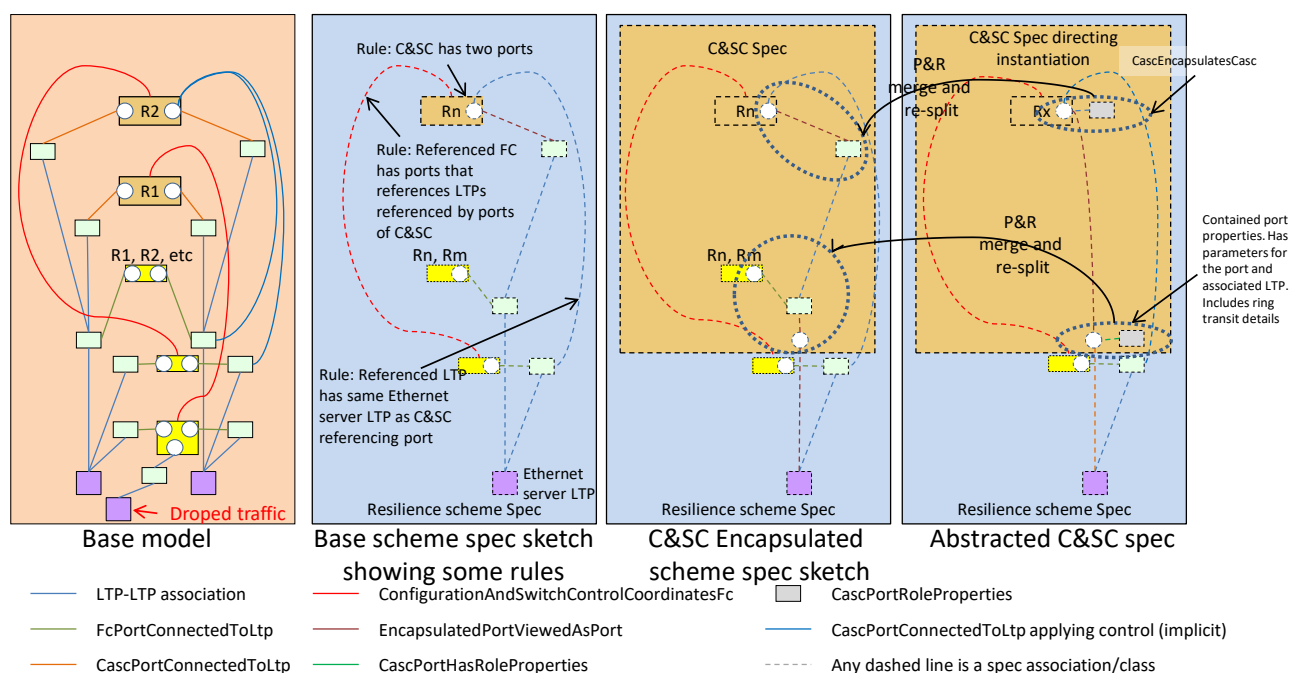 R2
R1
R1, R2, etc
Droped traffic
Base model
Rule: C&SC has two ports
Rn
Rule: Referenced FC
has ports that
references LTPs
referenced by ports
of C&SC
Rn, Rm
Rule: Referenced LTP
has same Ethernet
server LTP as C&SC
referencing port
Ethernet
server LTP
Resilience scheme Spec
Base scheme spec sketch
showing some rules
C&SC Spec
Rn
Rn, Rm
Resilience scheme Spec
C&SC Encapsulated
scheme spec sketch
P&R
merge and
re-split
C&SC Spec directing
instantiation
CascEncapsulatesCasc
Rx
P&R
merge and
re-split
Contained port
properties. Has
parameters for
the port and
associated LTP.
Includes ring
transit details
Resilience scheme Spec
Abstracted C&SC spec
LTP-LTP association
ConfigurationAndSwitchControlCoordinatesFc
CascPortRoleProperties
FcPortConnectedToLtp
EncapsulatedPortViewedAsPort
CascPortConnectedToLtp applying control (implicit)
CascPortConnectedToLtp
CascPortHasRoleProperties
Any dashed line is a spec association/class